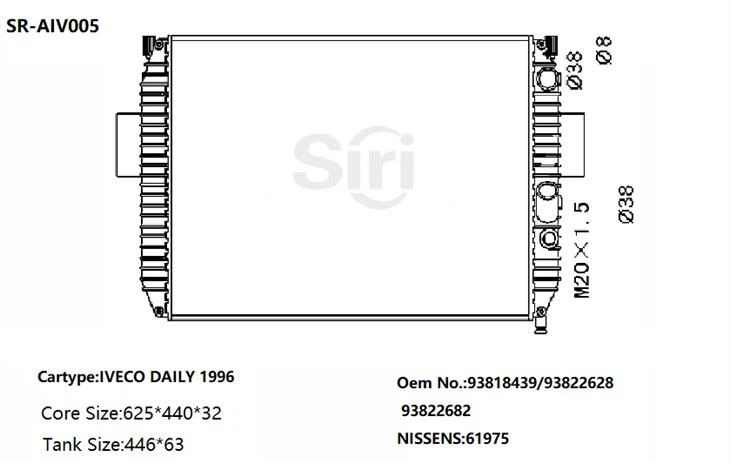 SR-AIV005
Ø38
Ø8
Siri
Ø38
M20×1.5
Cartype:IVECO DAILY 1996
Core Size:625*440*32
Tank Size:446*63
Oem No.:93818439/93822628
93822682
NISSENS:61975